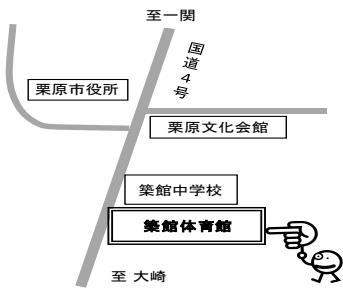 至一関
国道4号
栗原市役所
栗原文化会館
築館中学校
築館体育館
至 大崎